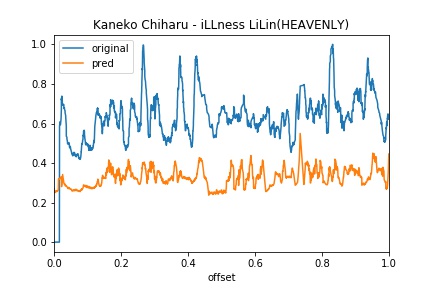 Kaneko Chiharu - iLLness LiLin(HEAVENLY)
original
pred
1.0
0.8
0.6
0.4
0.2
0.0
0.0 0.2 0.4 0.6 0.8 1.0
offset